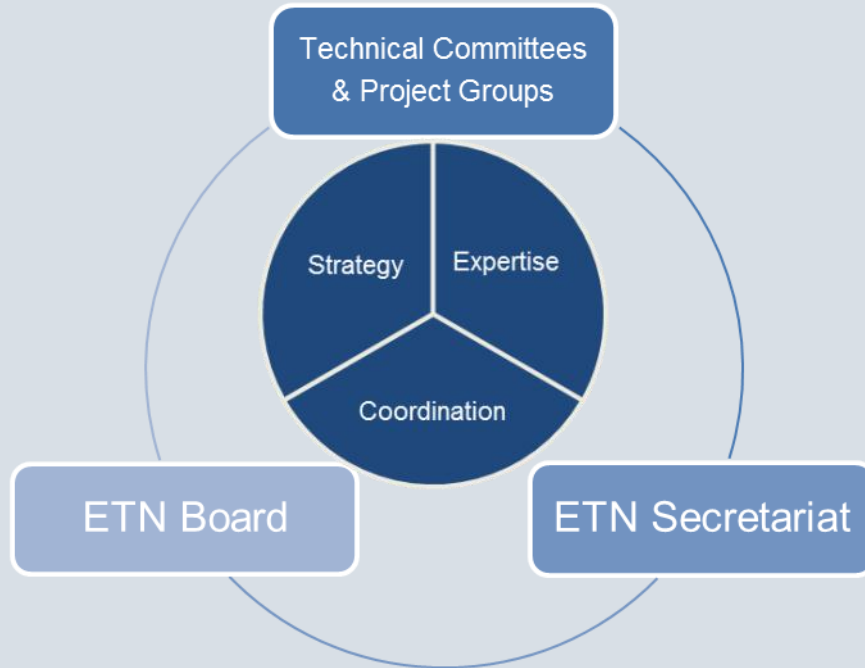 Technical Committees
& Project Groups
Strategy
Expertise
Coordination
ETN Board
ETN Secretariat